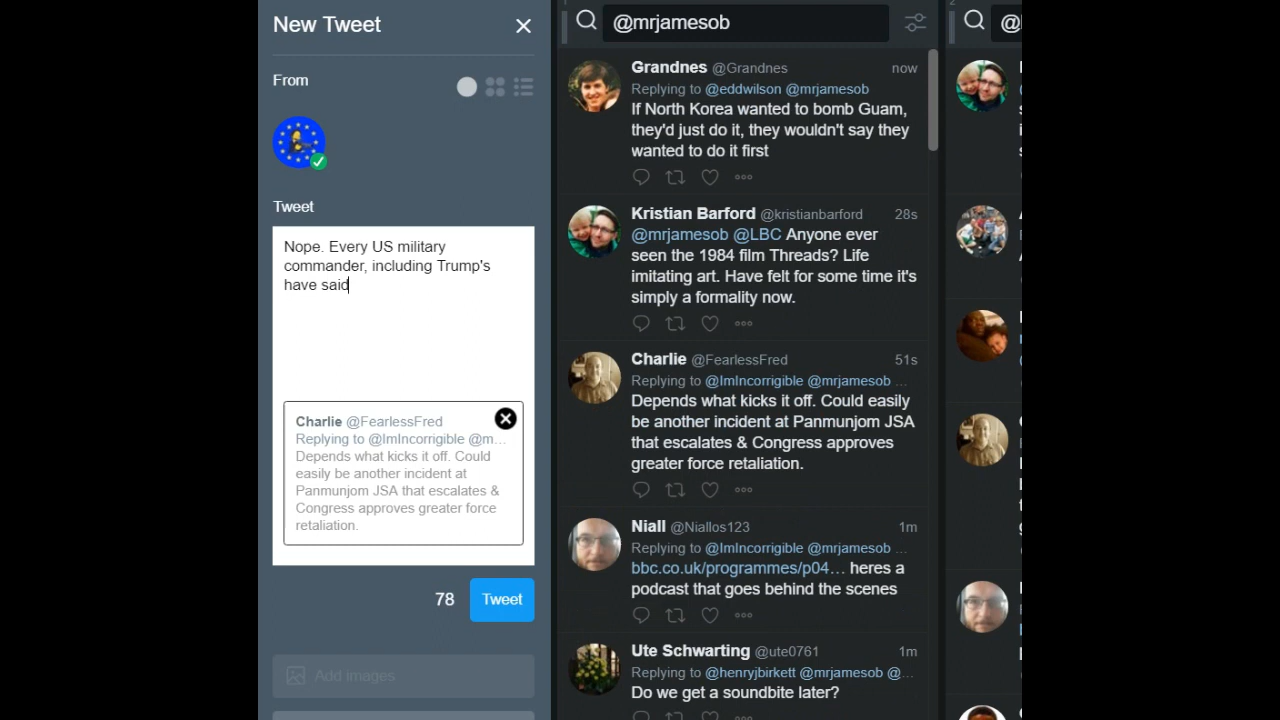 New Tweet
From
Tweet
Nope. Every US military
commander, including Trump's
have said
Charlie @FearlessFred
Replying to @ImIncorrigible @m...
Depends what kicks it off. Could
easily be another incident at
Panmunjom JSA that escalates &
Congress approves greater force
retaliation.
78
Tweet
Add images
1
@mrjamesob
Grandnes @Grandnes now
Replying to @eddwilson @mrjamesob
If North Korea wanted to bomb Guam,
they'd just do it, they wouldn't say they
wanted to do it first
Kristian Barford @kristianbarford 28s
@mrjamesob @LBC Anyone ever
seen the 1984 film Threads? Life
imitating art. Have felt for some time it's
simply a formality now.
Charlie @FearlessFred 51s
Replying to @ImIncorrigible @mrjamesob ...
Depends what kicks it off. Could easily
be another incident at Panmunjom JSA
that escalates & Congress approves
greater force retaliation.
Niall @Niallos123 1m
Replying to @ImIncorrigible @mrjamesob ...
bbc.co.uk/programmes/p04... heres a
podcast that goes behind the scenes
Ute Schwarting @ute0761 1m
Replying to @henryjbirkett @mrjamesob @...
Do we get a soundbite later?
2